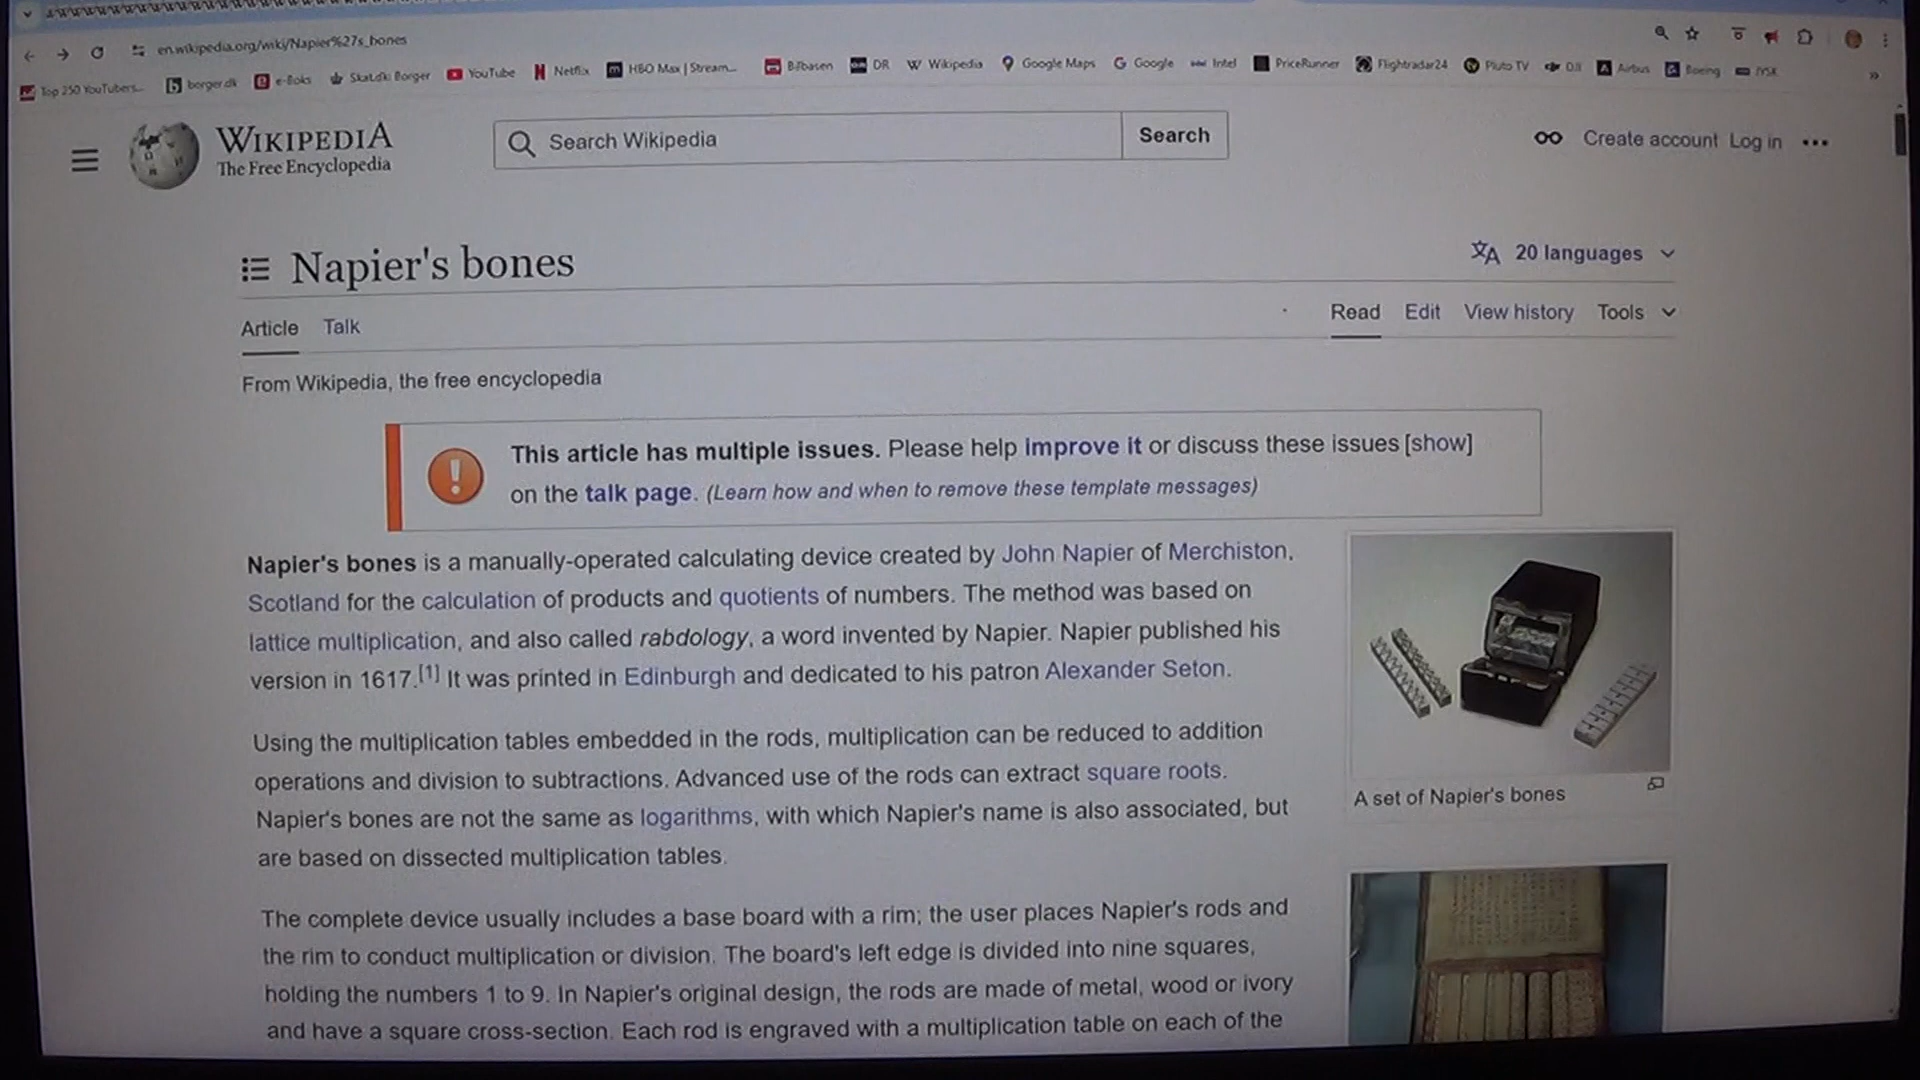 en.wikipedia.org/wiki/Napier%27s_bones
Top 250 YouTubers... borger.dk e-Boks Skat.dk: Borger YouTube Netflix HBO Max | Stream... Bilbasen DR Wikipedia Google Maps Google Intel PriceRunner Flightradar24 Pluto TV DJI Airbus Boeing JYSK
WIKIPEDIA
The Free Encyclopedia
Search Wikipedia Search
Create account Log in
Napier's bones
20 languages
Article Talk Read Edit View history Tools
From Wikipedia, the free encyclopedia
This article has multiple issues. Please help improve it or discuss these issues [show]
on the talk page. (Learn how and when to remove these template messages)
Napier's bones is a manually-operated calculating device created by John Napier of Merchiston,
Scotland for the calculation of products and quotients of numbers. The method was based on
lattice multiplication, and also called rabdology, a word invented by Napier. Napier published his
version in 1617.[1] It was printed in Edinburgh and dedicated to his patron Alexander Seton.
Using the multiplication tables embedded in the rods, multiplication can be reduced to addition
operations and division to subtractions. Advanced use of the rods can extract square roots.
Napier's bones are not the same as logarithms, with which Napier's name is also associated, but
are based on dissected multiplication tables.
The complete device usually includes a base board with a rim; the user places Napier's rods and
the rim to conduct multiplication or division. The board's left edge is divided into nine squares,
holding the numbers 1 to 9. In Napier's original design, the rods are made of metal, wood or ivory
and have a square cross-section. Each rod is engraved with a multiplication table on each of the
A set of Napier's bones